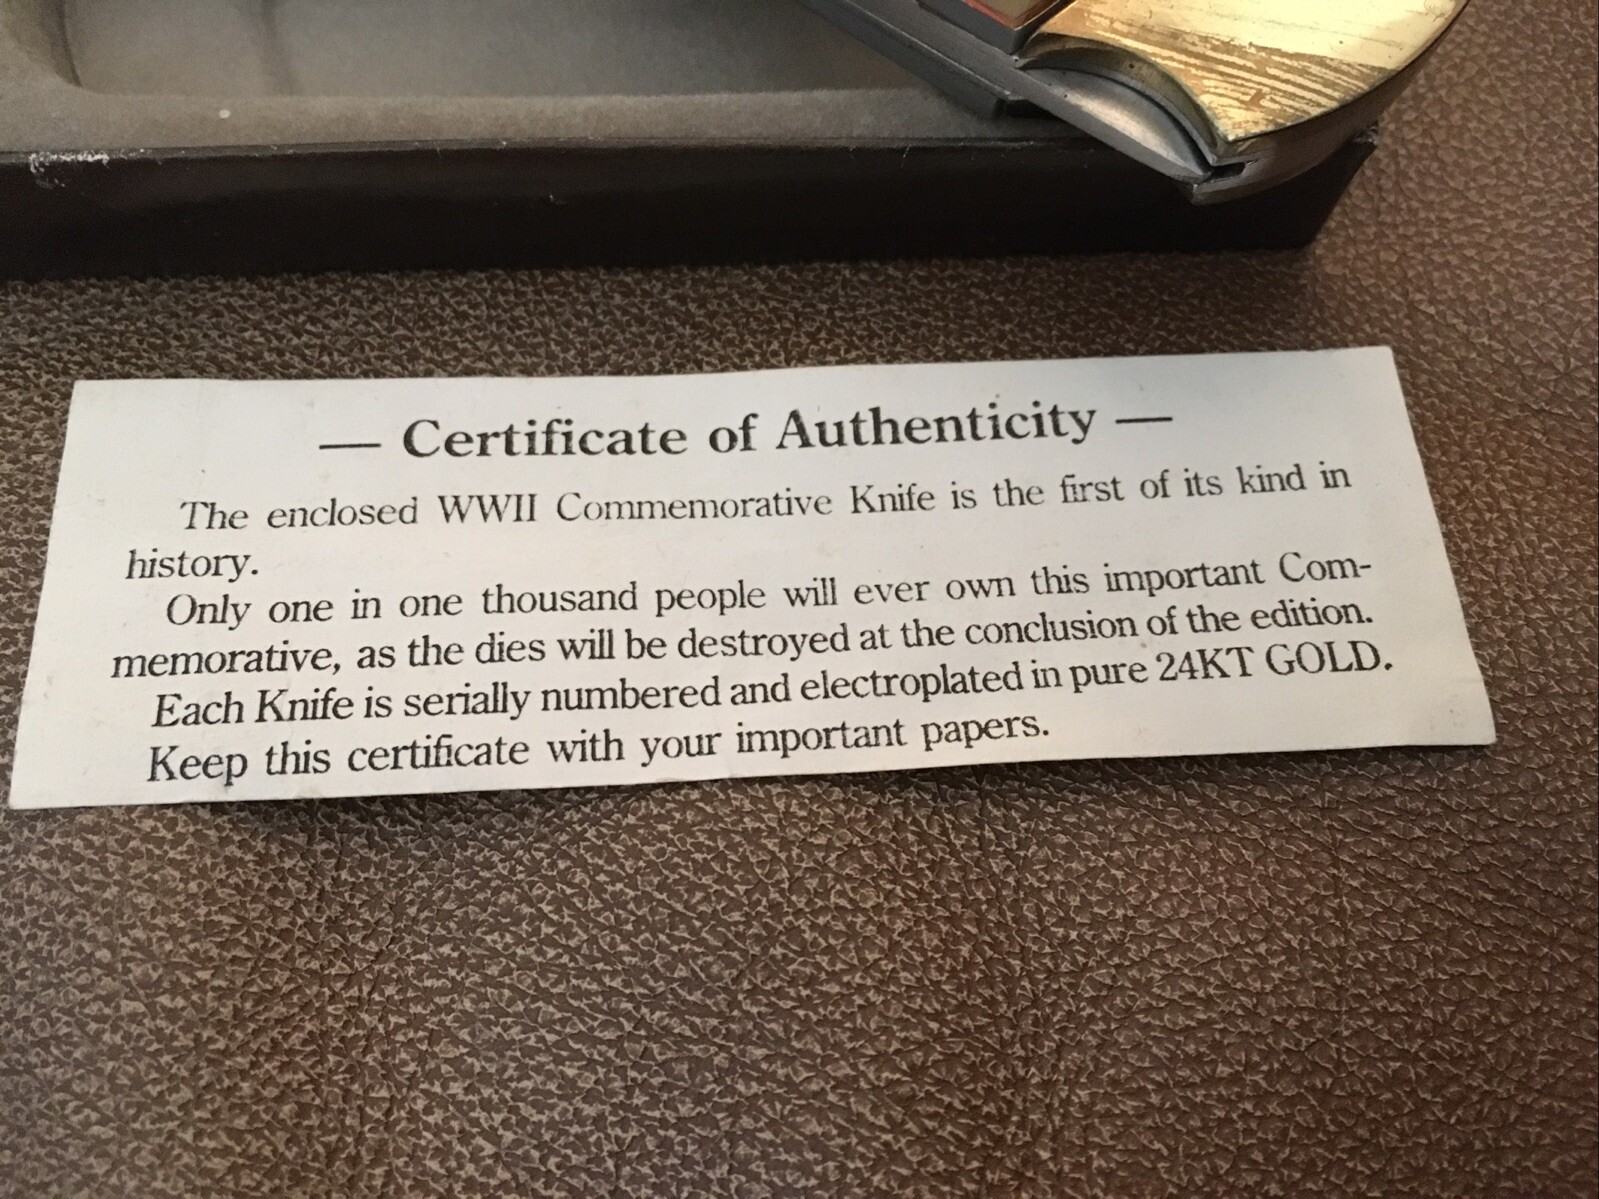 — Certificate of Authenticity —
The enclosed WWII Commemorative Knife is the first of its kind in
history.
Only one in one thousand people will ever own this important Com-
memorative, as the dies will be destroyed at the conclusion of the edition.
Each Knife is serially numbered and electroplated in pure 24KT GOLD.
Keep this certificate with your important papers.